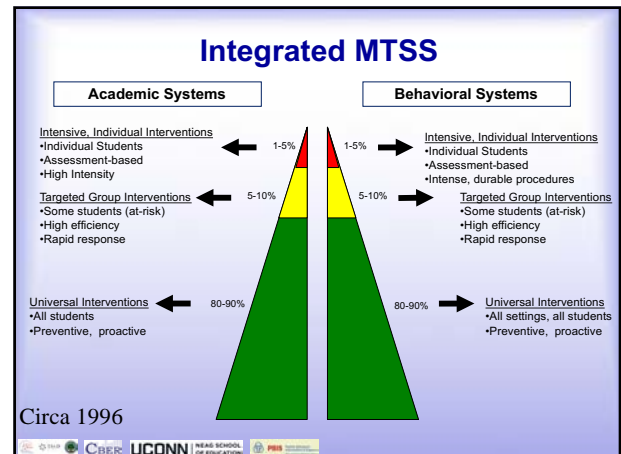 Integrated MTSS
Academic Systems
Behavioral Systems
Intensive, Individual Interventions
•Individual Students
•Assessment-based
•High Intensity
1-5%
1-5%
Intensive, Individual Interventions
•Individual Students
•Assessment-based
•Intense, durable procedures
Targeted Group Interventions
•Some students (at-risk)
•High efficiency
•Rapid response
5-10%
5-10%
Targeted Group Interventions
•Some students (at-risk)
•High efficiency
•Rapid response
Universal Interventions
•All students
•Preventive, proactive
80-90%
80-90%
Universal Interventions
•All settings, all students
•Preventive, proactive
Circa 1996
CBER UCONN NEAG SCHOOL OF EDUCATION PBIS